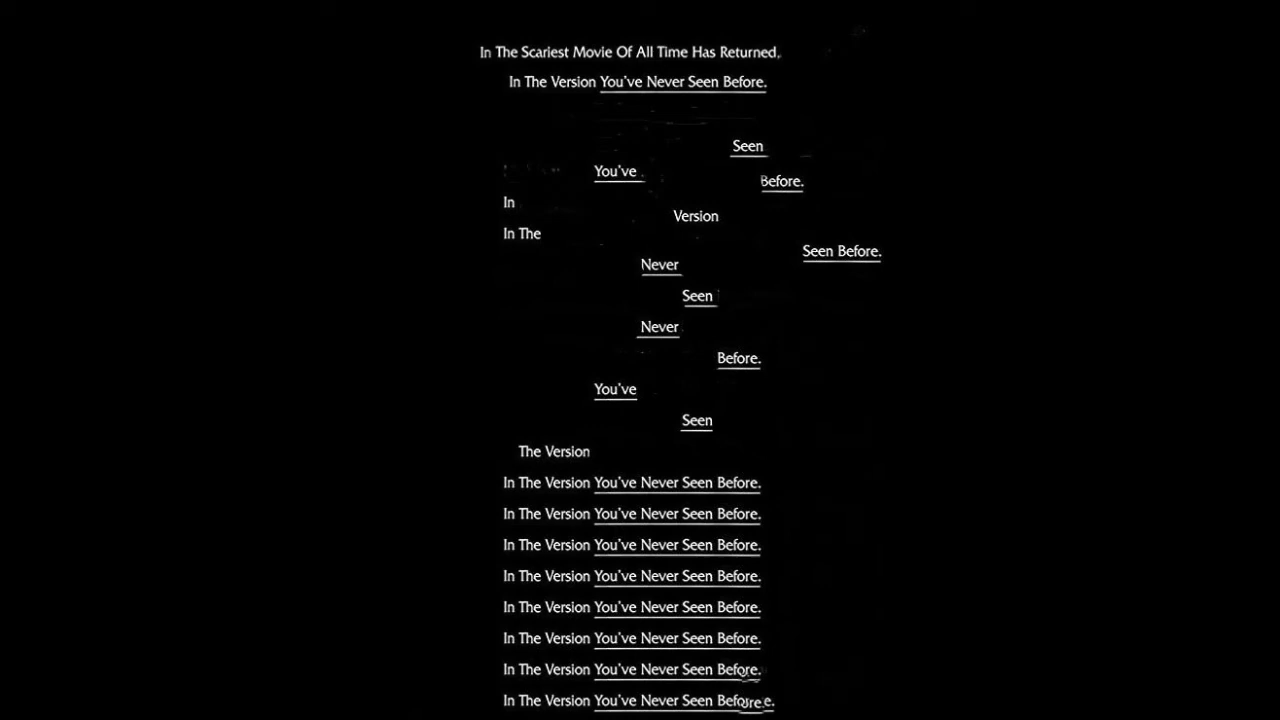 In The Scariest Movie Of All Time Has Returned,
In The Version You've Never Seen Before.
Seen
You've
Before.
In
Version
In The
Seen Before.
Never
Seen
Never
Before.
You've
Seen
The Version
In The Version You've Never Seen Before.
In The Version You've Never Seen Before.
In The Version You've Never Seen Before.
In The Version You've Never Seen Before.
In The Version You've Never Seen Before.
In The Version You've Never Seen Before.
In The Version You've Never Seen Before.
In The Version You've Never Seen